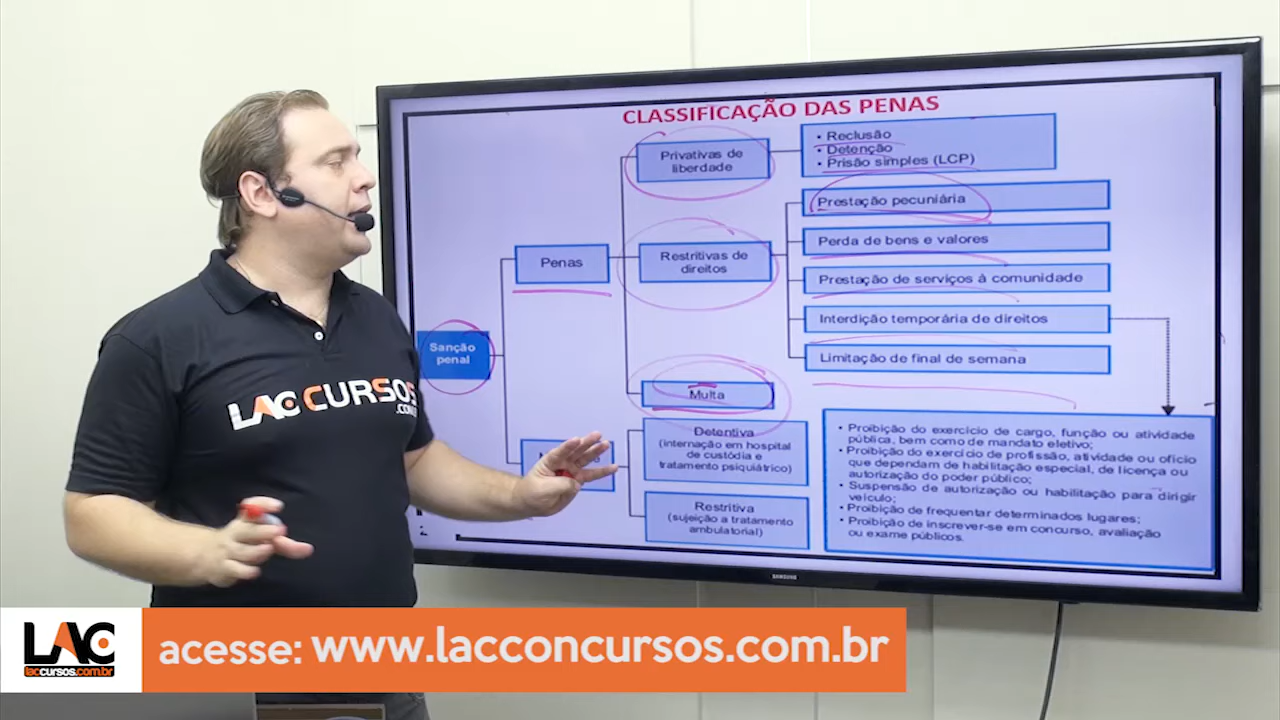 CLASSIFICAÇÃO DAS PENAS
Privativas de
liberdade
• Reclusão
• Detenção
• Prisão simples (LCP)
Prestação pecuniária
Perda de bens e valores
Prestação de serviços à comunidade
Interdição temporária de direitos
Limitação de final de semana
Penas
Restritivas de
direitos
Sanção
penal
Multa
Detentiva
(internação em hospital
de custódia e
tratamento psiquiátrico)
Restritiva
(sujeição a tratamento
ambulatorial)
• Proibição do exercício de cargo, função ou atividade
pública, bem como de mandato eletivo;
• Proibição do exercício de profissão, atividade ou ofício
que dependam de habilitação especial, de licença ou
autorização do poder público;
• Suspensão de autorização ou habilitação para dirigir
veículo;
• Proibição de frequentar determinados lugares;
• Proibição de inscrever-se em concurso, avaliação
ou exame públicos.
SAMSUNG
LAC CURSOS
.COM
LAC
laccursos.com.br
acesse: www.lacconcursos.com.br